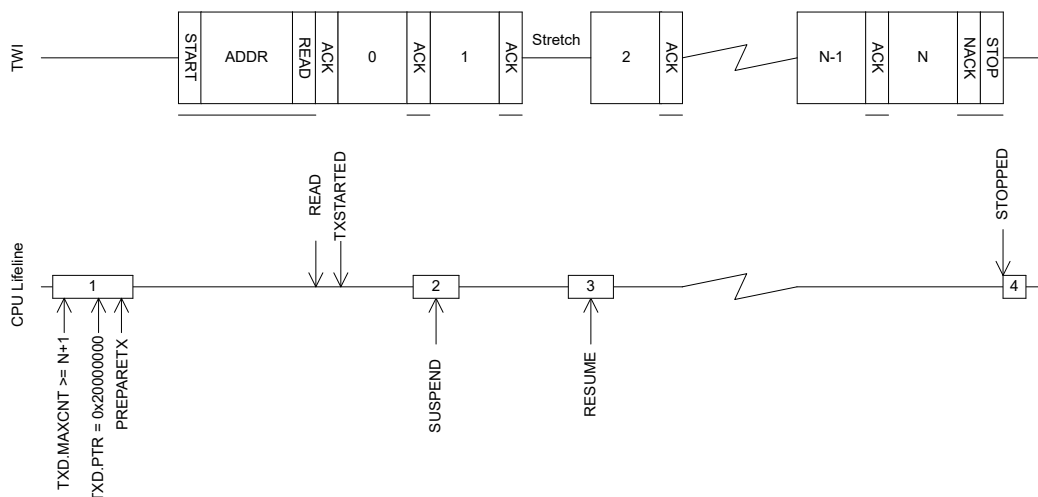 TWI
START
ADDR
READ
ACK
0
ACK
1
ACK
Stretch
2
ACK
N-1
ACK
N
NACK
STOP
CPU Lifeline
READ
TXSTARTED
STOPPED
1
2
3
4
TXD.MAXCNT >= N+1
TXD.PTR = 0x20000000
PREPARETX
SUSPEND
RESUME